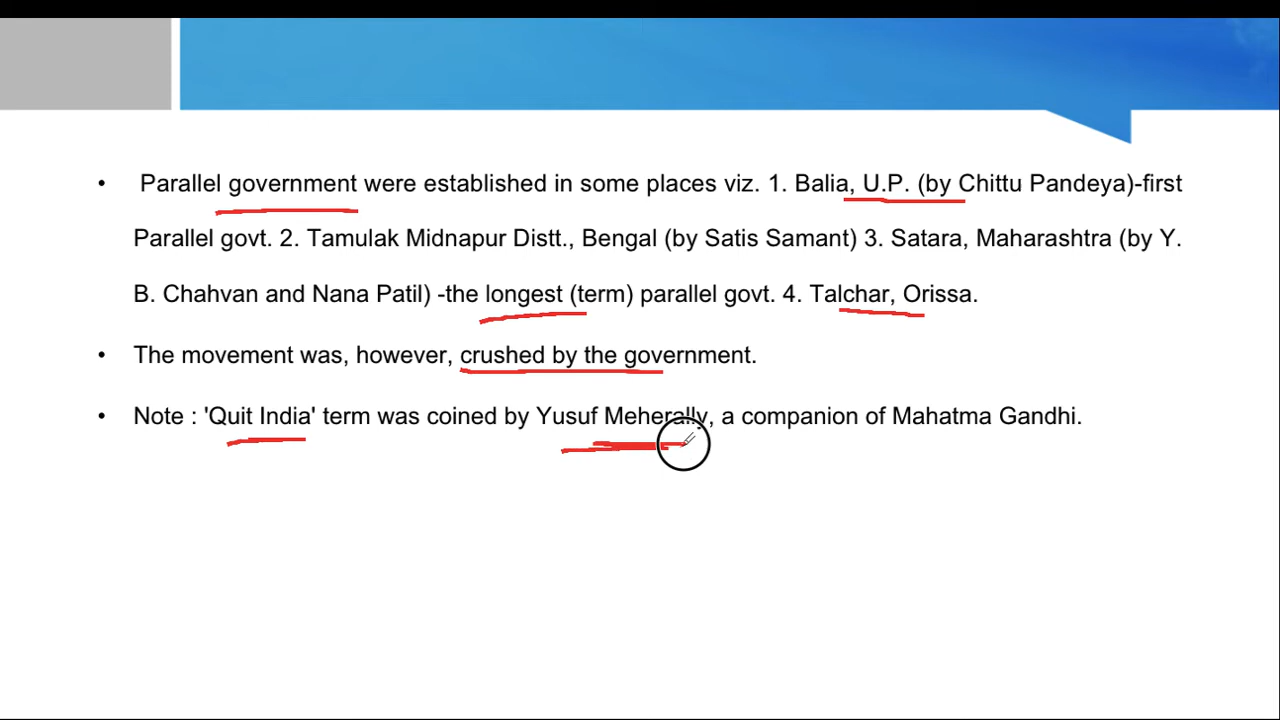 • Parallel government were established in some places viz. 1. Balia, U.P. (by Chittu Pandeya)-first
Parallel govt. 2. Tamulak Midnapur Distt., Bengal (by Satis Samant) 3. Satara, Maharashtra (by Y.
B. Chahvan and Nana Patil) -the longest (term) parallel govt. 4. Talchar, Orissa.
• The movement was, however, crushed by the government.
• Note : 'Quit India' term was coined by Yusuf Meherally, a companion of Mahatma Gandhi.